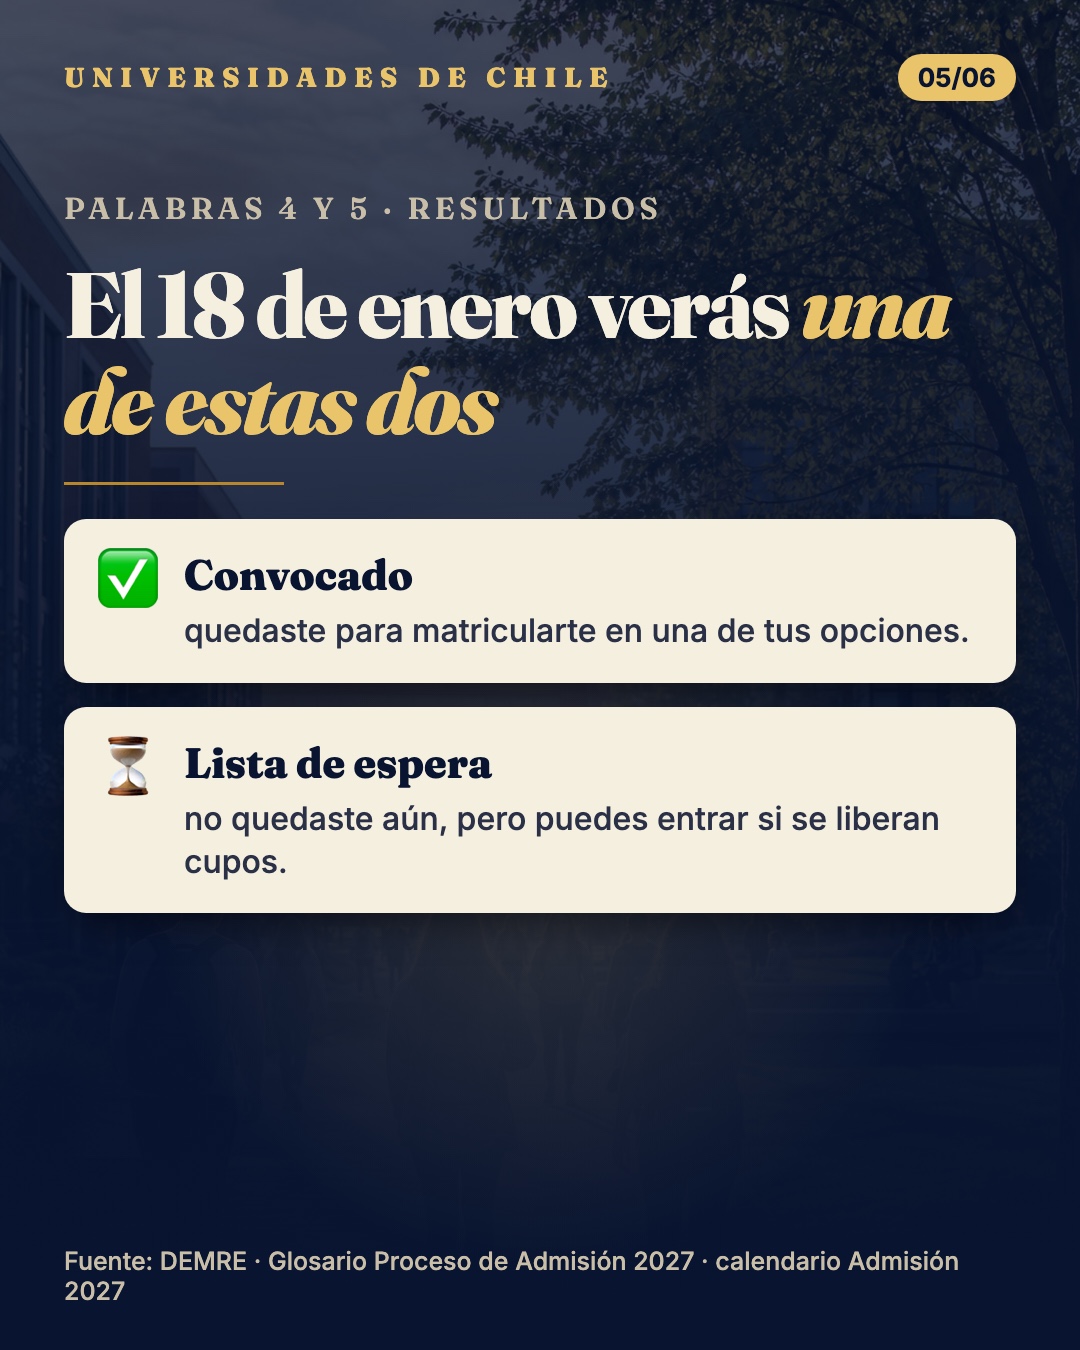 UNIVERSIDADES DE CHILE
05/06
PALABRAS 4 Y 5 · RESULTADOS
El 18 de enero verás una
de estas dos
Convocado
quedaste para matricularte en una de tus opciones.
Lista de espera
no quedaste aún, pero puedes entrar si se liberan
cupos.
Fuente: DEMRE · Glosario Proceso de Admisión 2027 · calendario Admisión
2027